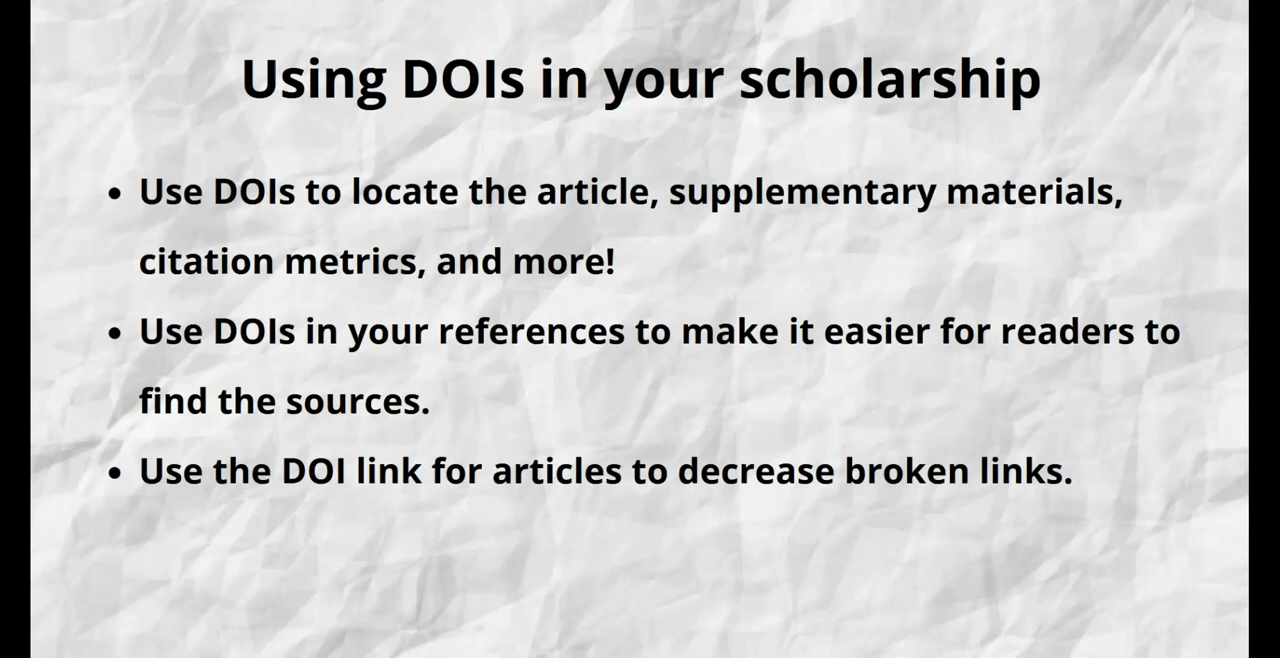 Using DOIs in your scholarship
• Use DOIs to locate the article, supplementary materials,
citation metrics, and more!
• Use DOIs in your references to make it easier for readers to
find the sources.
• Use the DOI link for articles to decrease broken links.